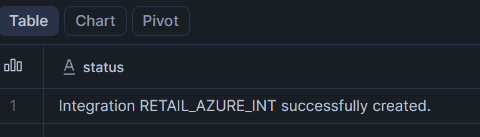 Table Chart Pivot
A status
1 Integration RETAIL_AZURE_INT successfully created.